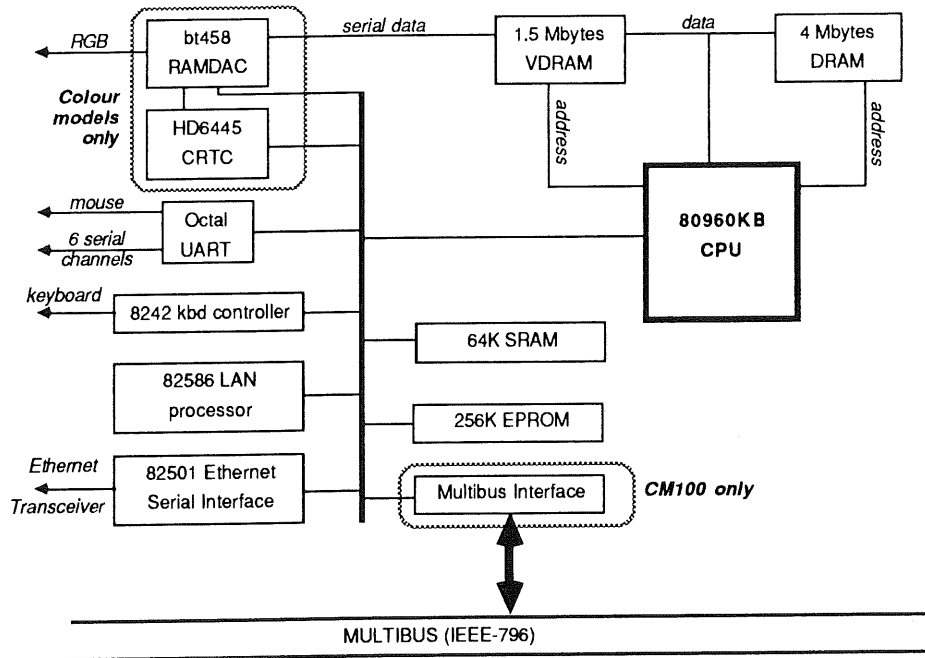 RGB
bt458
RAMDAC
serial data
1.5 Mbytes
VDRAM
data
4 Mbytes
DRAM
Colour
models
only
HD6445
CRTC
address
address
80960KB
CPU
mouse
6 serial
channels
Octal
UART
keyboard
8242 kbd controller
64K SRAM
82586 LAN
processor
256K EPROM
Ethernet
Transceiver
82501 Ethernet
Serial Interface
Multibus Interface
CM100 only
MULTIBUS (IEEE-796)